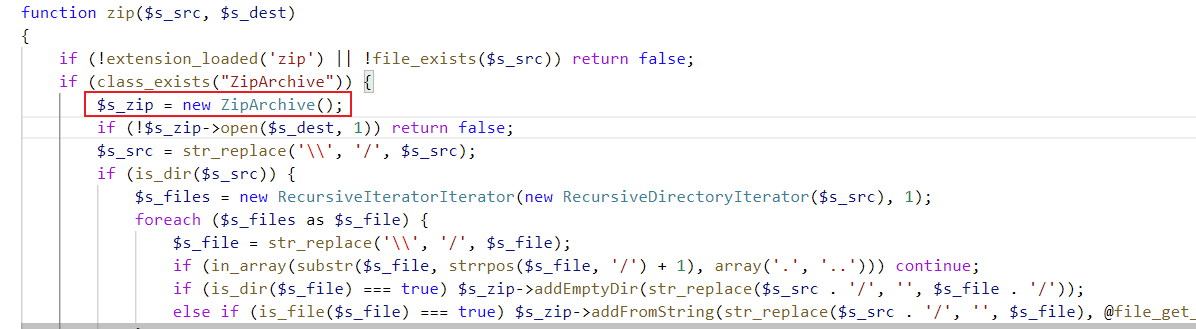 function zip($s_src, $s_dest)
{
if (!extension_loaded('zip') || !file_exists($s_src)) return false;
if (class_exists("ZipArchive")) {
$s_zip = new ZipArchive();
if (!$s_zip->open($s_dest, 1)) return false;
$s_src = str_replace('\\', '/', $s_src);
if (is_dir($s_src)) {
$s_files = new RecursiveIteratorIterator(new RecursiveDirectoryIterator($s_src), 1);
foreach ($s_files as $s_file) {
$s_file = str_replace('\\', '/', $s_file);
if (in_array(substr($s_file, strrpos($s_file, '/') + 1), array('.', '..'))) continue;
if (is_dir($s_file) === true) $s_zip->addEmptyDir(str_replace($s_src . '/', '', $s_file . '/'));
else if (is_file($s_file) === true) $s_zip->addFromString(str_replace($s_src . '/', '', $s_file), @file_get_